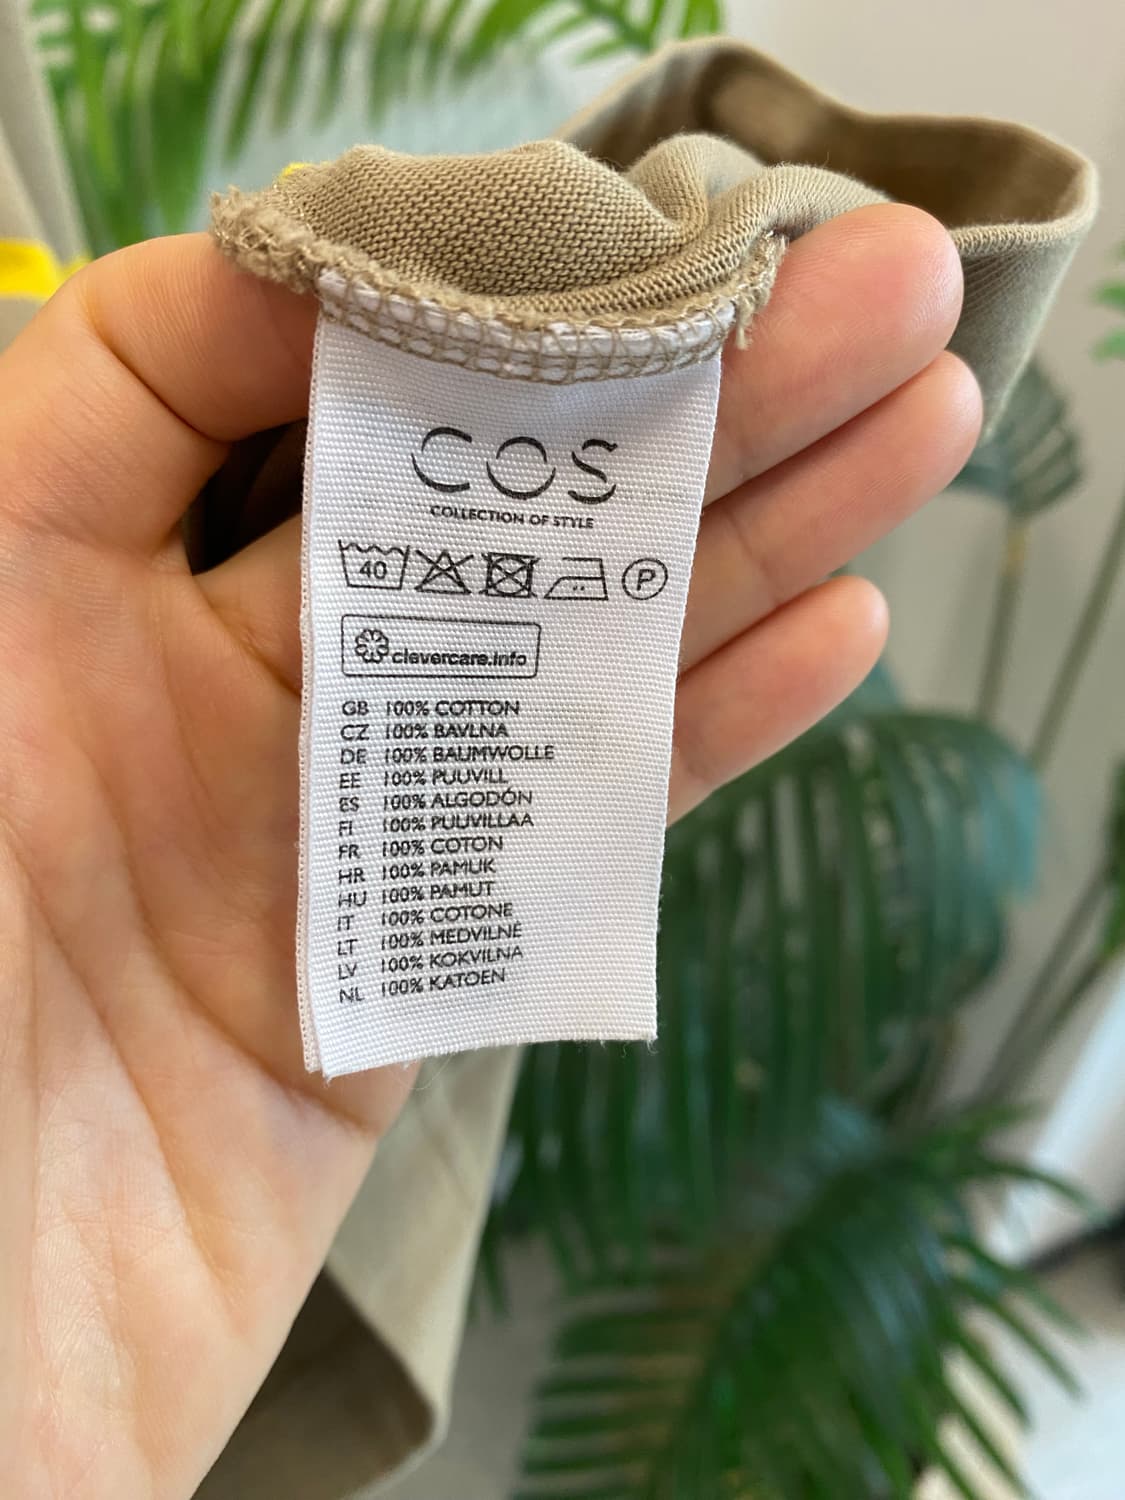 COS
COLLECTION OF STYLE
40 P
clevercare.info
GB 100% COTTON
CZ 100% BAVLNA
DE 100% BAUMWOLLE
EE 100% PUUVILL
ES 100% ALGODÓN
FI 100% PUUVILLAA
FR 100% COTON
HR 100% PAMUK
HU 100% PAMUT
IT 100% COTONE
LT 100% MEDVILNĖ
LV 100% KOKVILNA
NL 100% KATOEN